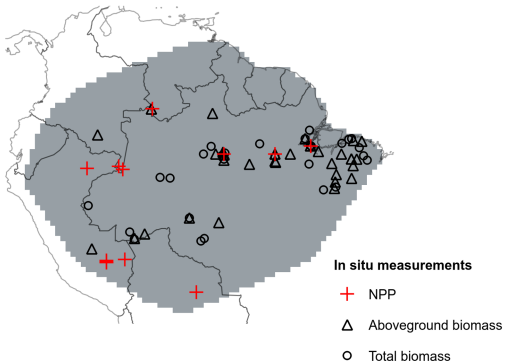 In situ measurements
NPP
Aboveground biomass
Total biomass